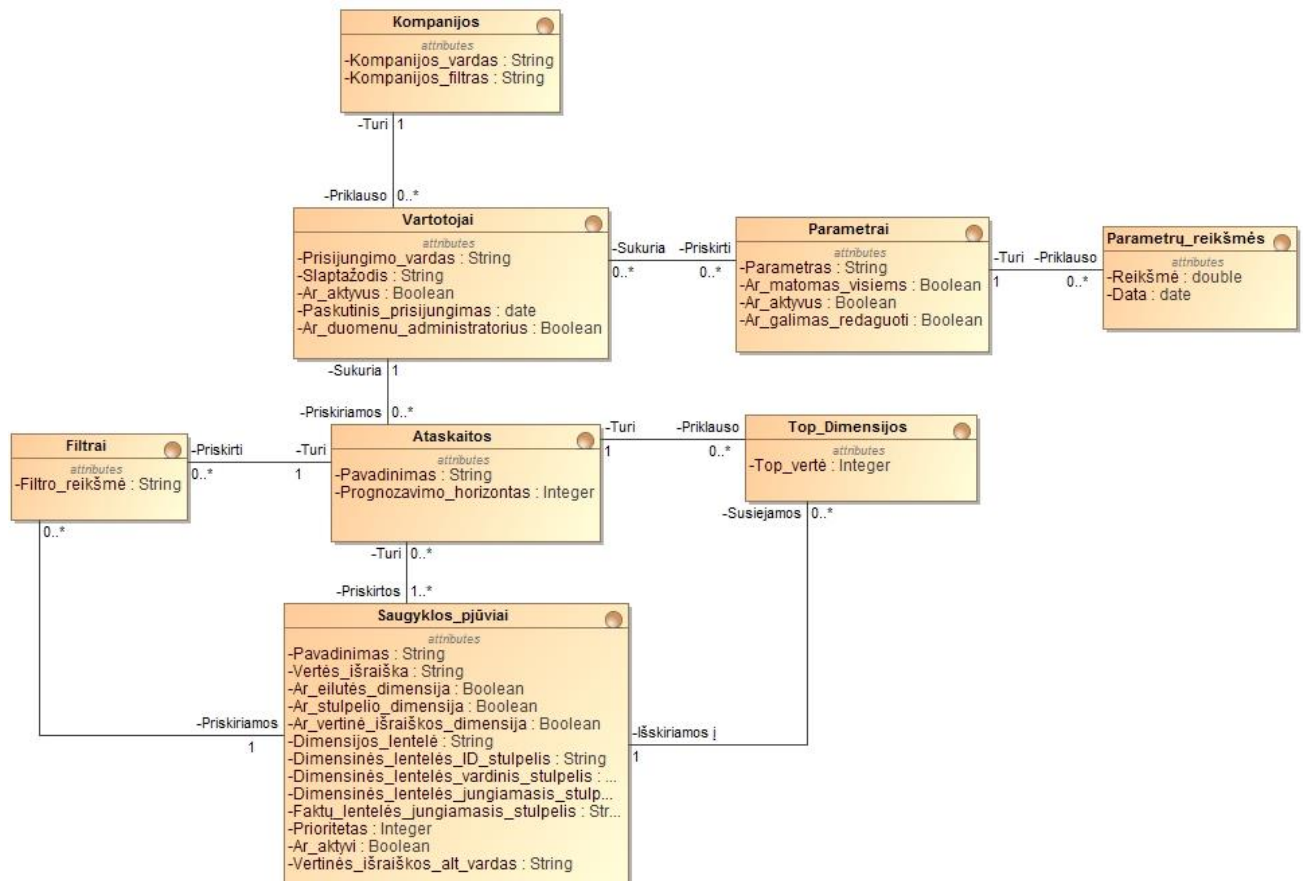 Kompanijos
attributes
-Kompanijos_vardas : String
-Kompanijos_filtras : String
-Turi 1
-Priklauso 0..*
Vartotojai
attributes
-Prisijungimo_vardas : String
-Slaptažodis : String
-Ar_aktyvus : Boolean
-Paskutinis_prisijungimas : date
-Ar_duomenu_administratorius : Boolean
-Sukuria -Priskirti
0..* 0..*
Parametrai
attributes
-Parametras : String
-Ar_matomas_visiems : Boolean
-Ar_aktyvus : Boolean
-Ar_galimas_redaguoti : Boolean
-Turi -Priklauso
1 0..*
Parametrų_reikšmės
attributes
-Reikšmė : double
-Data : date
-Sukuria 1
-Priskiriamos 0..*
Filtrai
attributes
-Filtro_reikšmė : String
-Priskirti -Turi
0..* 1
Ataskaitos
attributes
-Pavadinimas : String
-Prognozavimo_horizontas : Integer
-Turi -Priklauso
1 0..*
Top_Dimensijos
attributes
-Top_vertė : Integer
0..*
-Susiejamos 0..*
-Turi 0..*
-Priskirtos 1..*
Saugyklos_pjūviai
attributes
-Pavadinimas : String
-Vertės_išraiška : String
-Ar_eilutės_dimensija : Boolean
-Ar_stulpelio_dimensija : Boolean
-Ar_vertinė_išraiškos_dimensija : Boolean
-Dimensijos_lentelė : String
-Dimensinės_lentelės_ID_stulpelis : String
-Dimensinės_lentelės_vardinis_stulpelis : ...
-Dimensinės_lentelės_jungiamasis_stulp...
-Faktų_lentelės_jungiamasis_stulpelis : Str...
-Prioritetas : Integer
-Ar_aktyvi : Boolean
-Vertinės_išraiškos_alt_vardas : String
-Priskiriamos
1
-Išskiriamos į
1